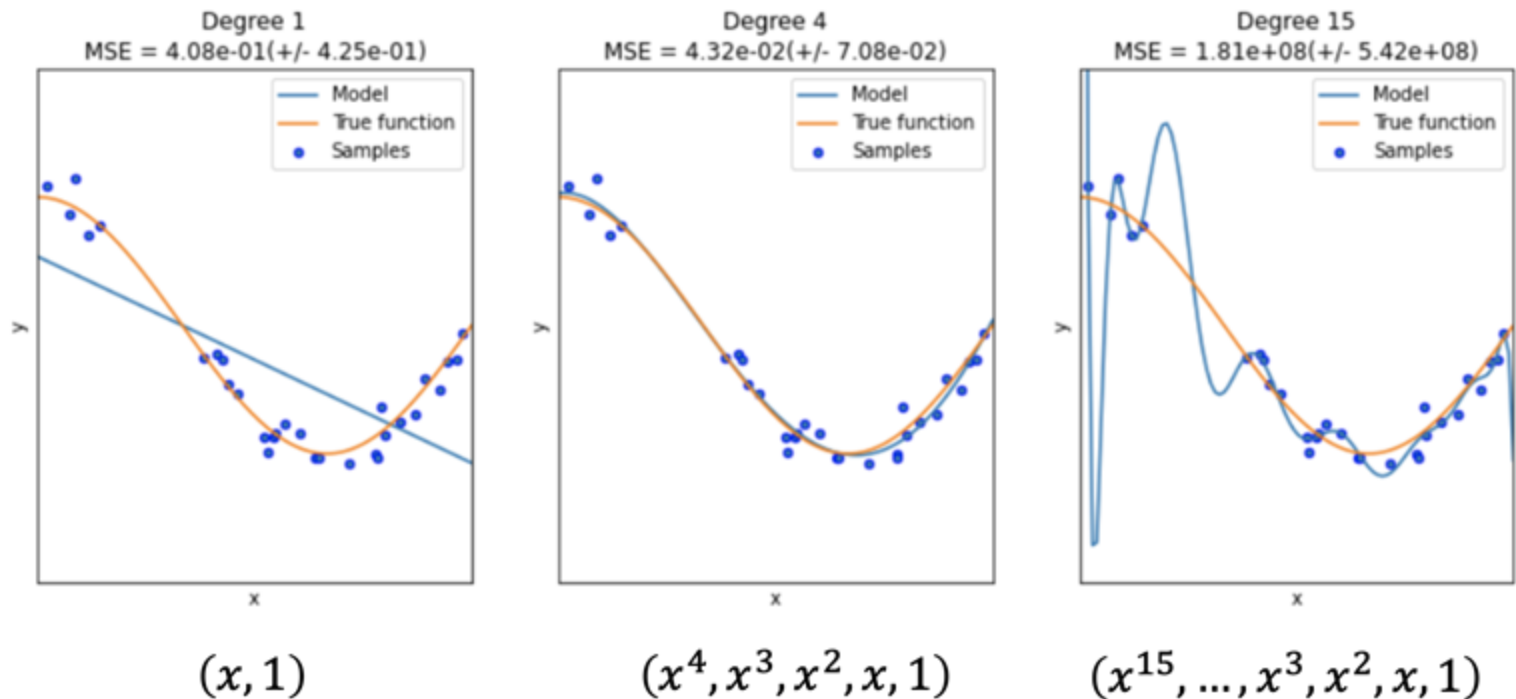 Degree 1
MSE = 4.08e-01(+/- 4.25e-01)
Model
True function
Samples
y
x
(x, 1)
Degree 4
MSE = 4.32e-02(+/- 7.08e-02)
Model
True function
Samples
y
x
(x⁴, x³, x², x, 1)
Degree 15
MSE = 1.81e+08(+/- 5.42e+08)
Model
True function
Samples
y
x
(x¹⁵, ..., x³, x², x, 1)